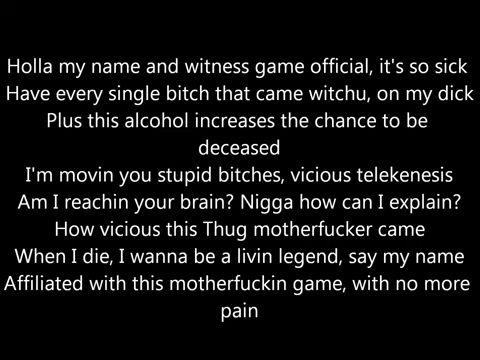 Holla my name and witness game official, it's so sick
Have every single bitch that came witchu, on my dick
Plus this alcohol increases the chance to be
deceased
I'm movin you stupid bitches, vicious telekenesis
Am I reachin your brain? Nigga how can I explain?
How vicious this Thug motherfucker came
When I die, I wanna be a livin legend, say my name
Affiliated with this motherfuckin game, with no more
pain